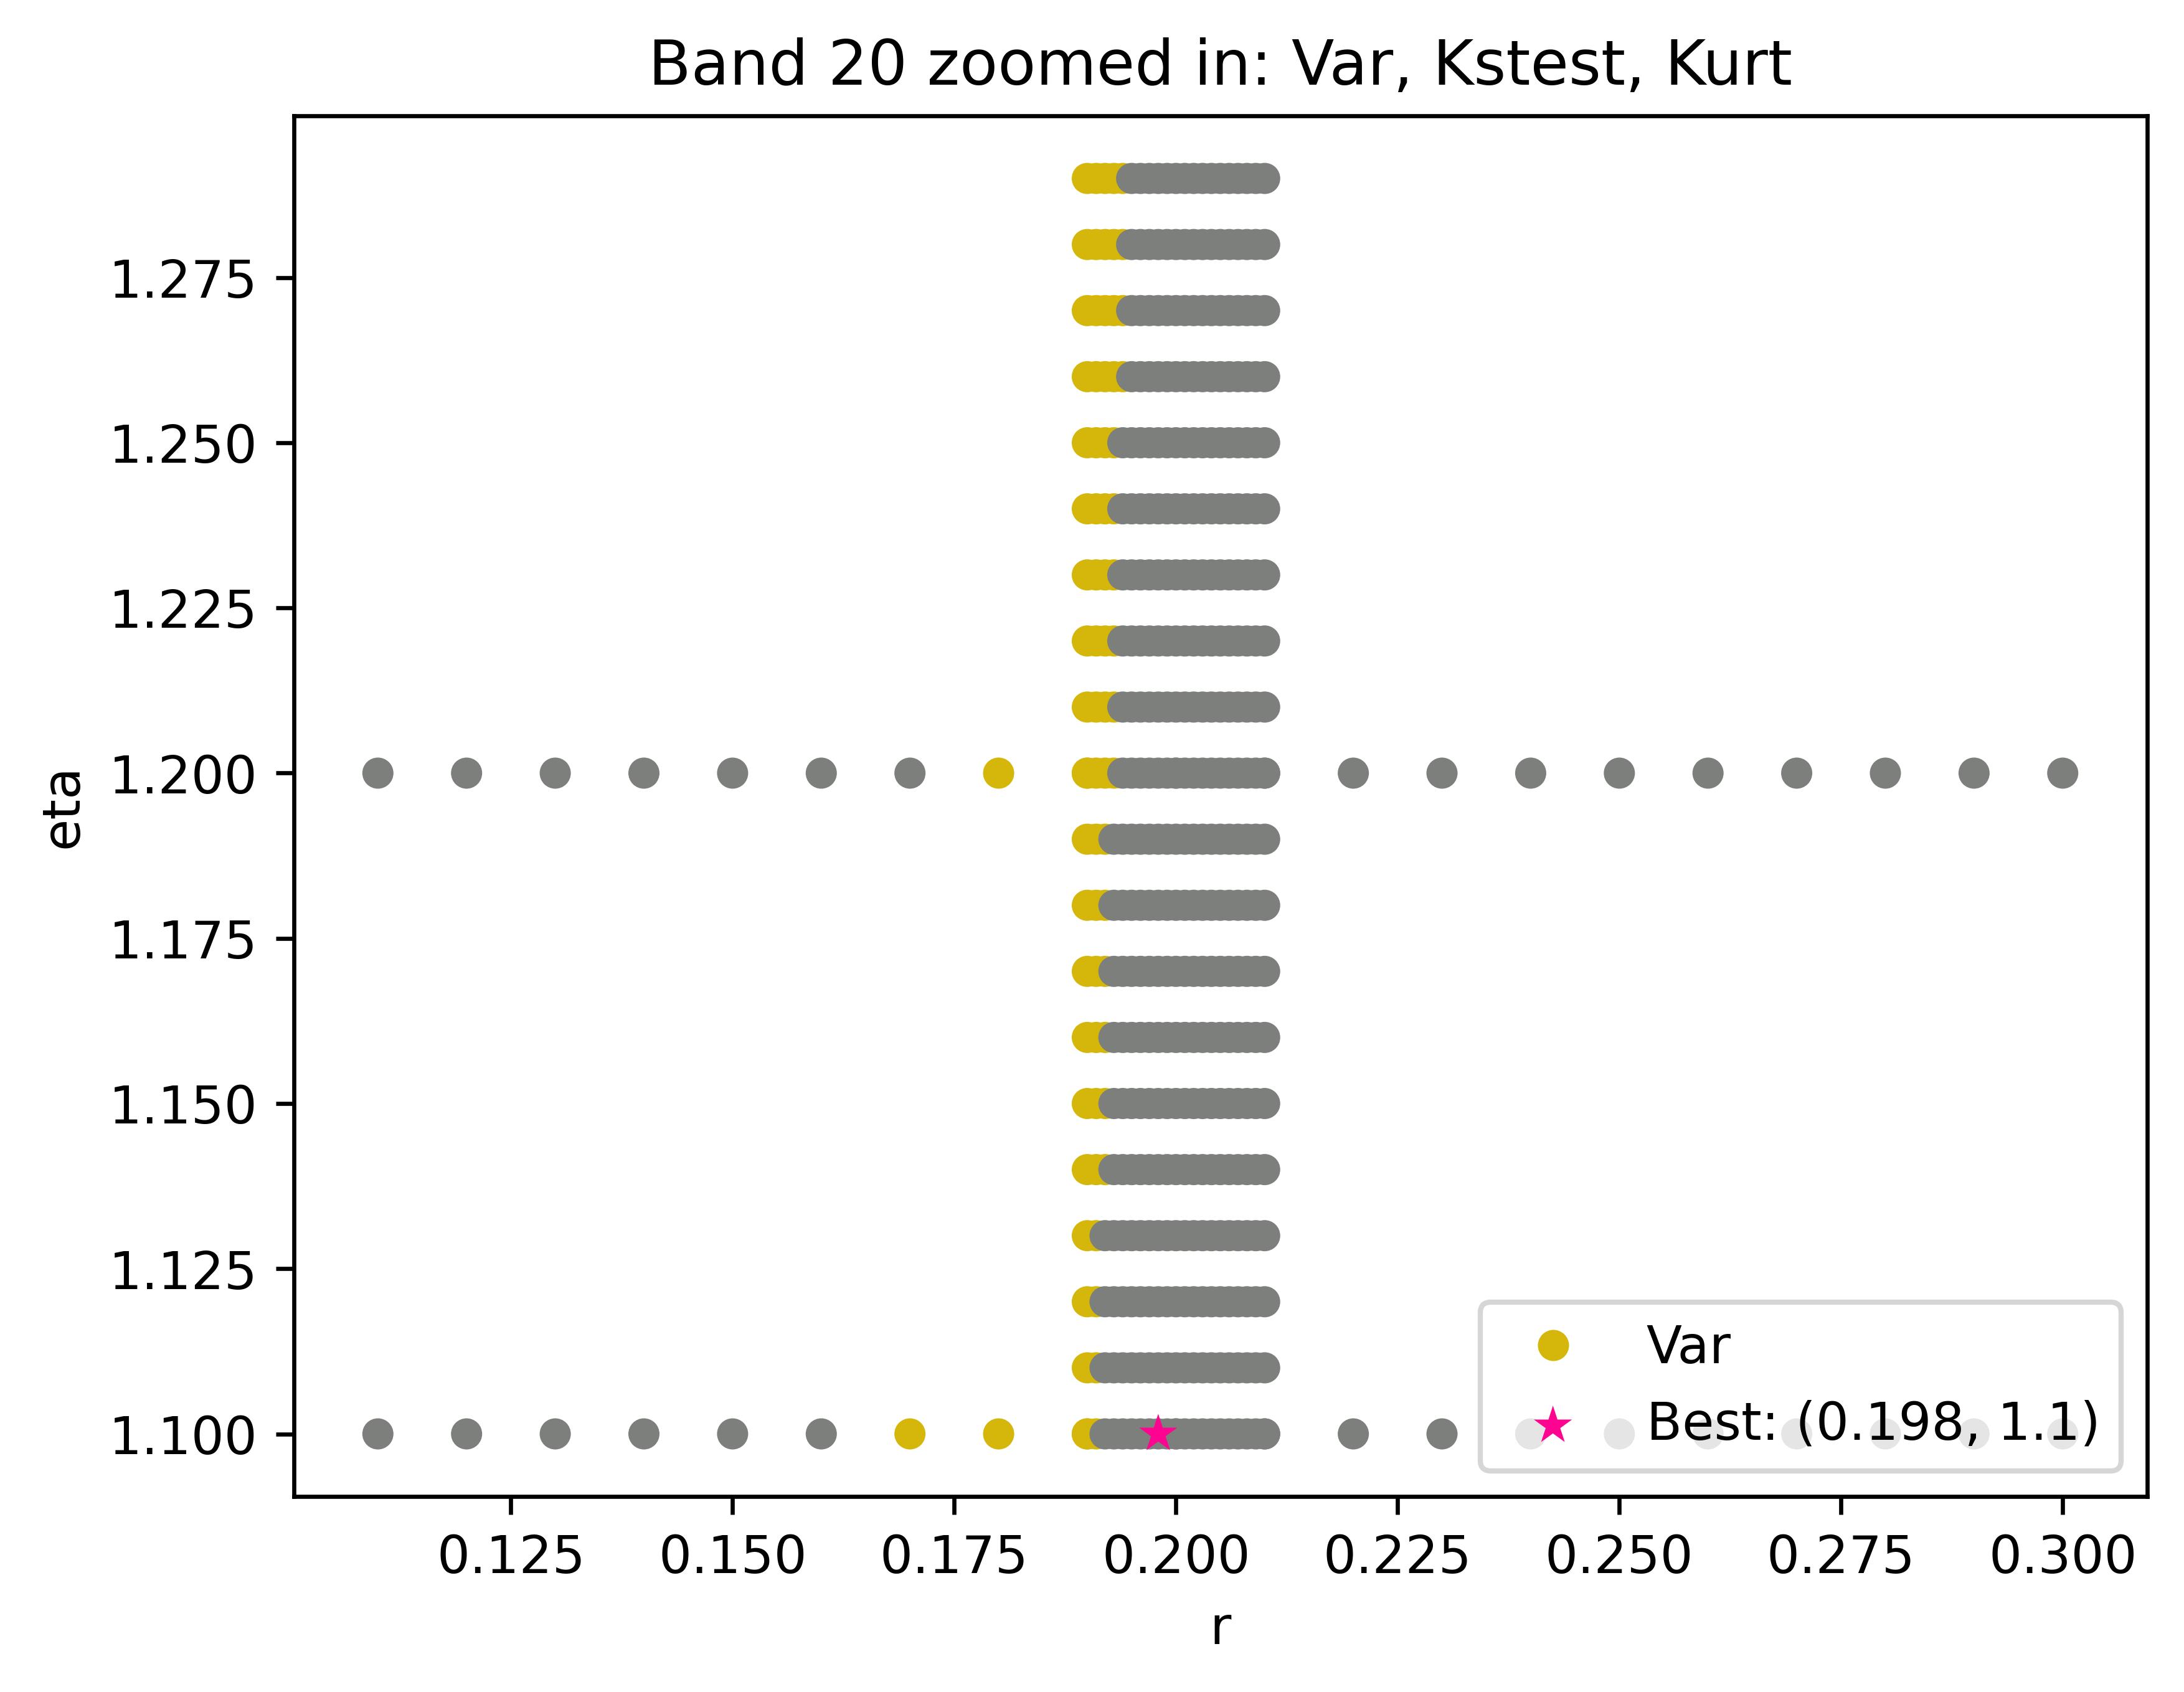 Band 20 zoomed in: Var, Kstest, Kurt
1.275
1.250
1.225
1.200
1.175
1.150
1.125
1.100
eta
Var
Best: (0.198, 1.1)
0.125 0.150 0.175 0.200 0.225 0.250 0.275 0.300
r